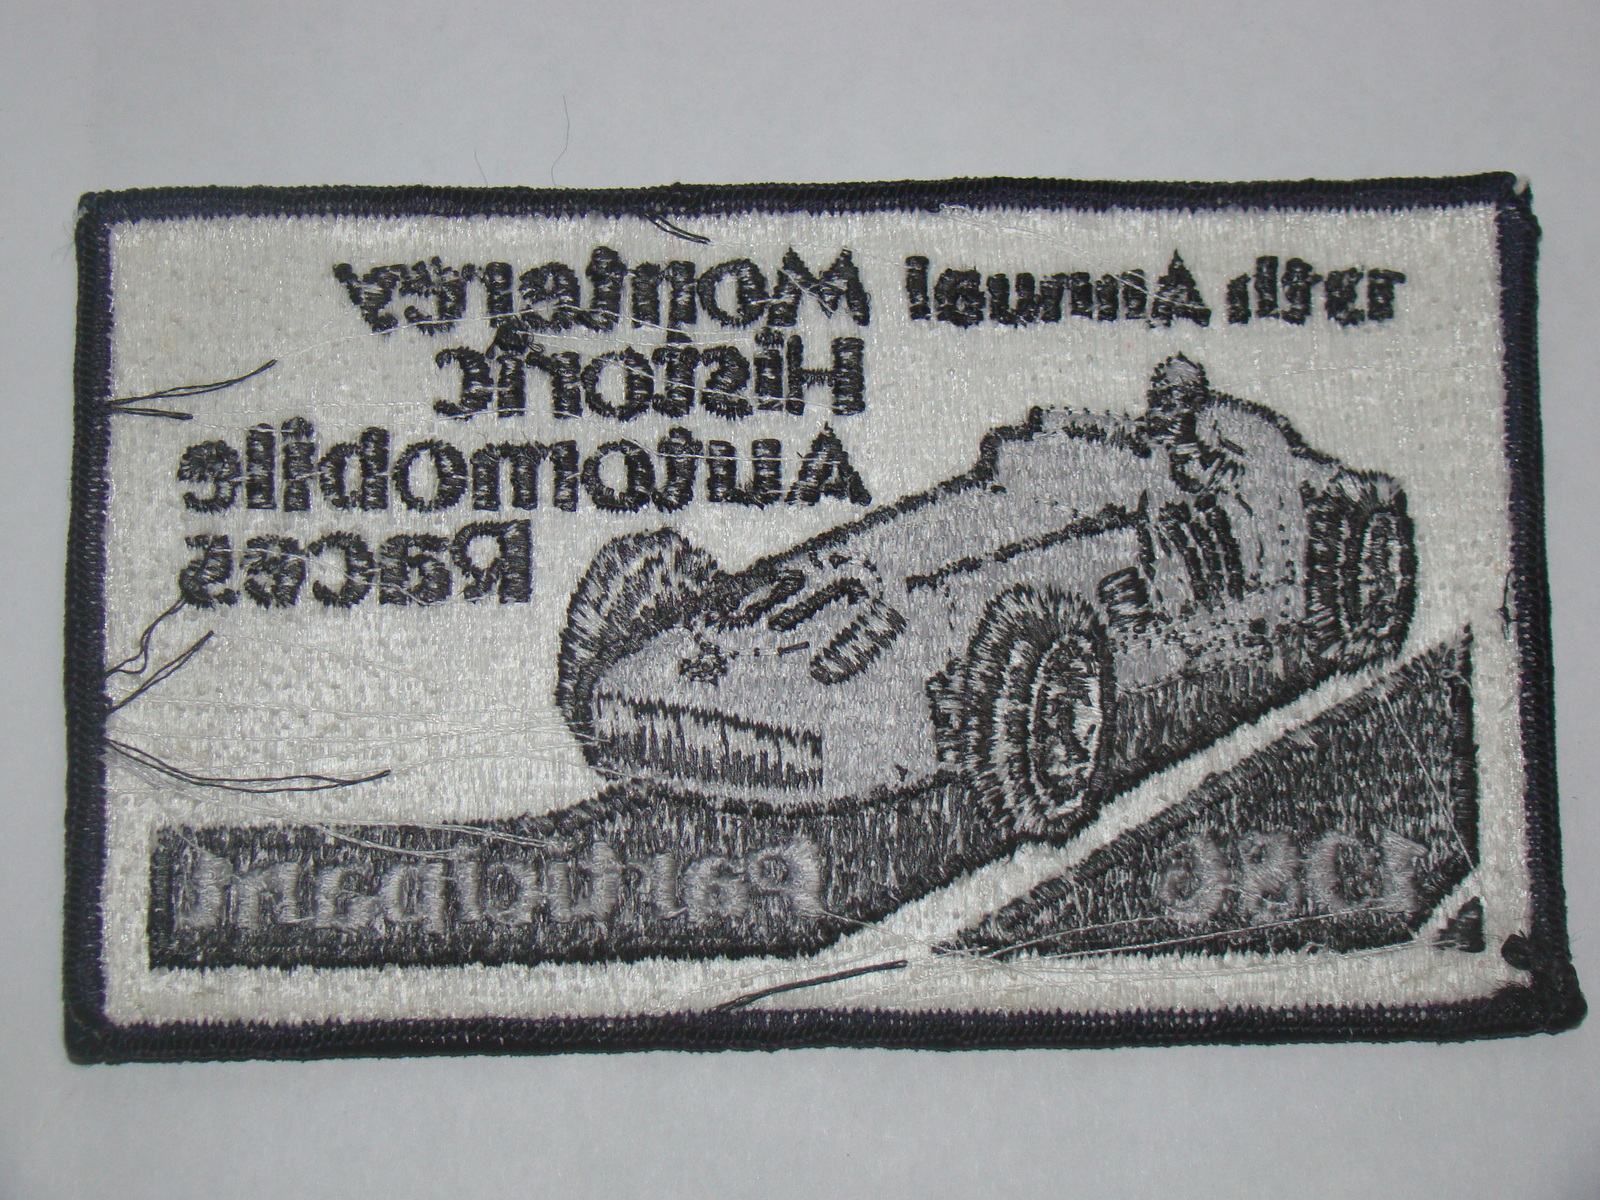 13th Annual Monterey
Historic
Automobile
Races
1986 Participant